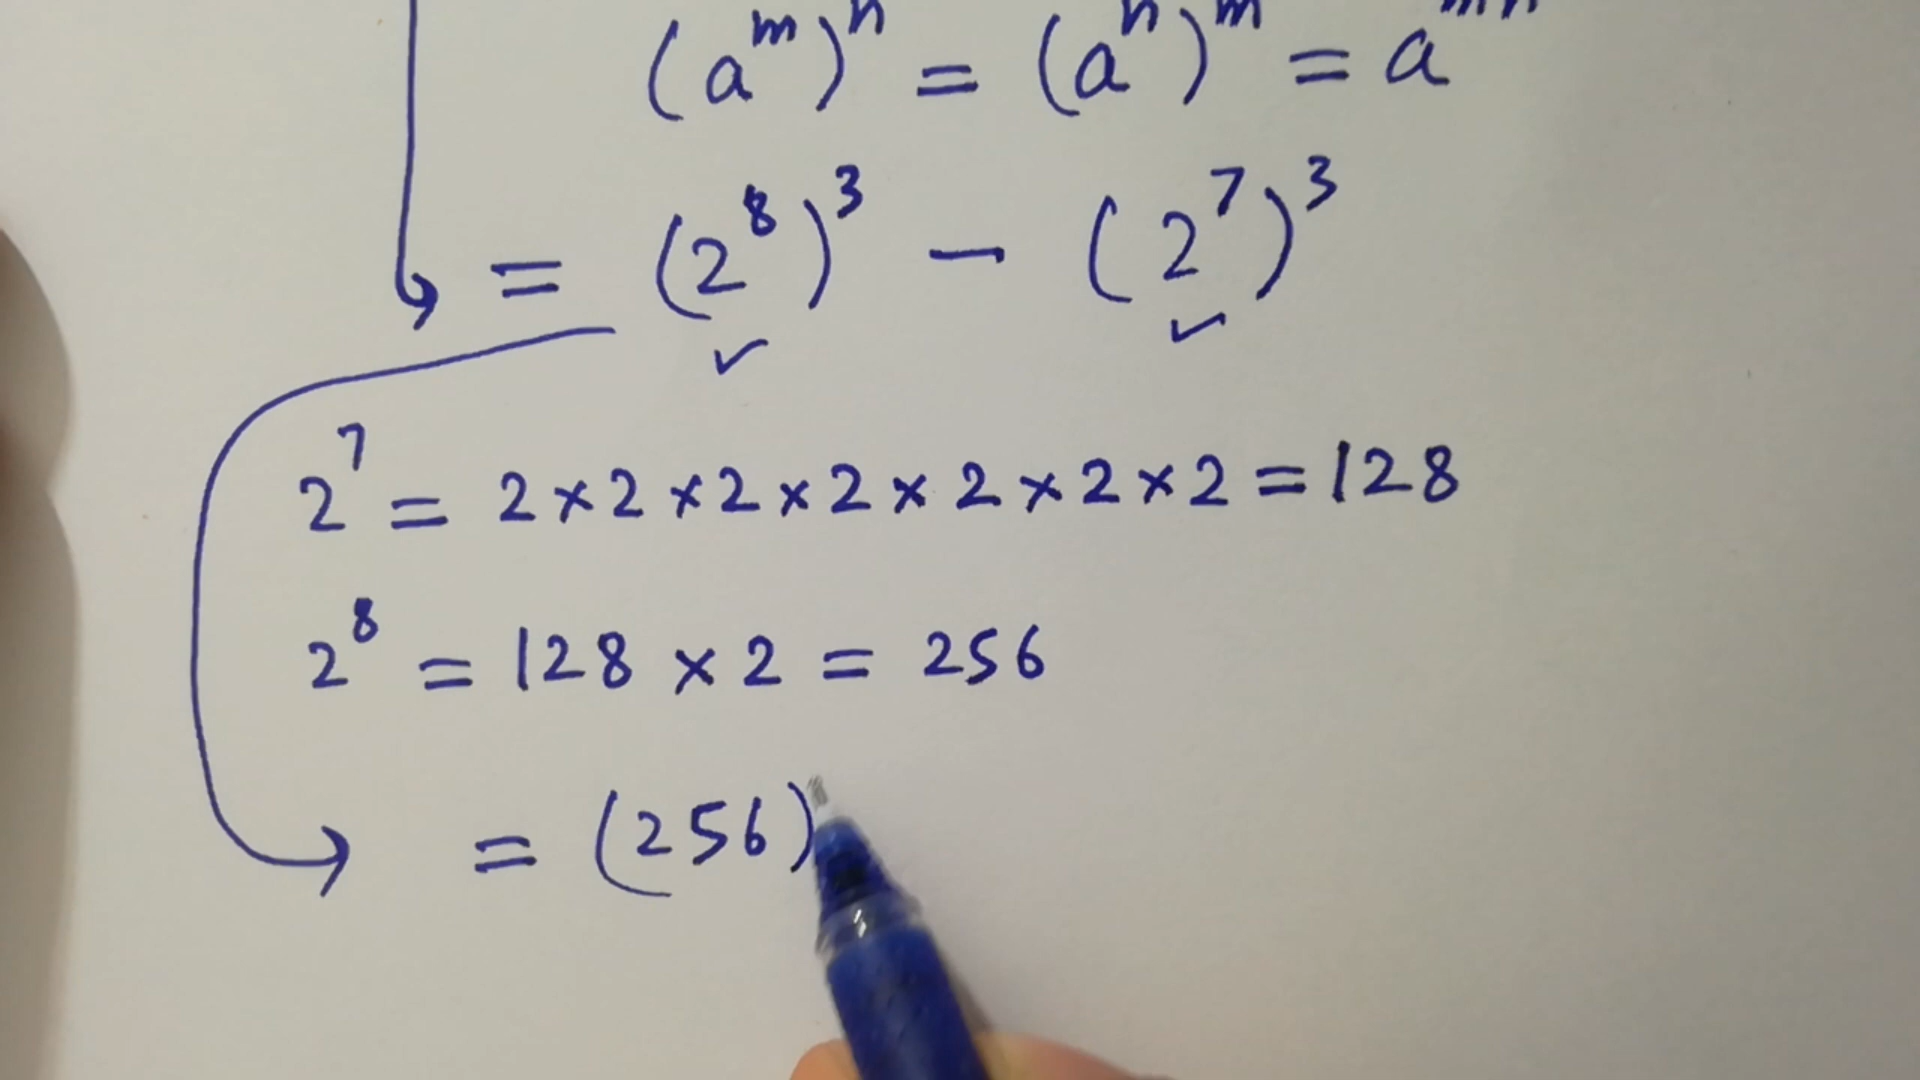 (a^m)^n = (a^n)^m = a^mn
= (2^8)^3 - (2^7)^3
2^7 = 2 × 2 × 2 × 2 × 2 × 2 × 2 = 128
2^8 = 128 × 2 = 256
= (256)